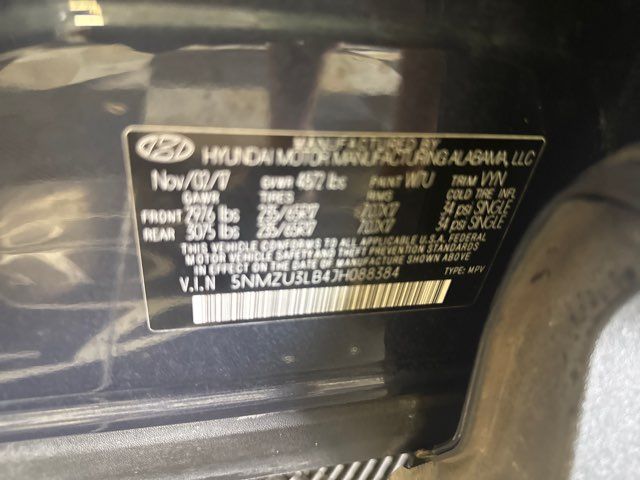 MANUFACTURED BY
HYUNDAI MOTOR MANUFACTURING ALABAMA, LLC
Nov/02/17 GVWR 4872 lbs PAINT W7U TRIM VYN
GAWR TIRES RIMS COLD TIRE INFL
FRONT 2976 lbs 235/65R17 7.0JX17 34 psi SINGLE
REAR 3075 lbs 235/65R17 7.0JX17 34 psi SINGLE
THIS VEHICLE CONFORMS TO ALL APPLICABLE U.S.A. FEDERAL
MOTOR VEHICLE SAFETY, BUMPER, AND THEFT PREVENTION
STANDARDS IN EFFECT ON THE DATE OF MANUFACTURE SHOWN ABOVE
V.I.N 5NMZU3LB4JH088384 TYPE: MPV